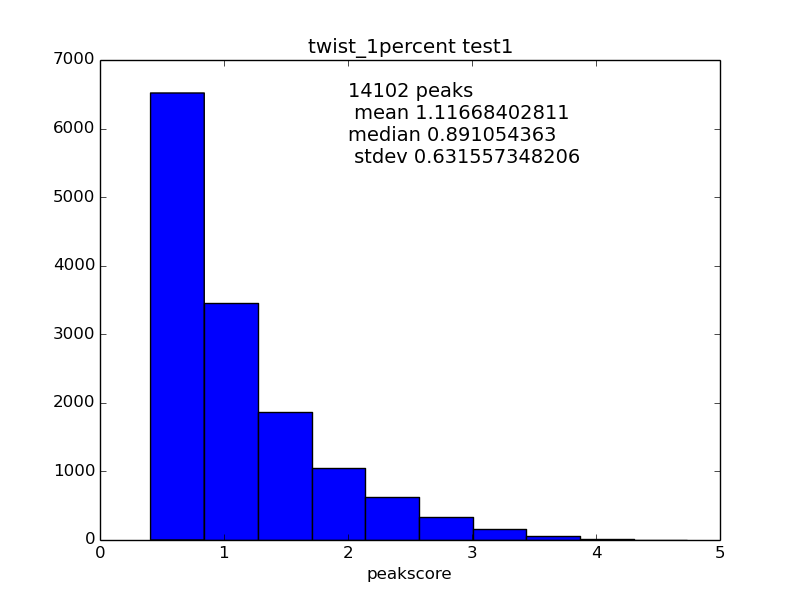 twist_1percent test1
14102 peaks
mean 1.11668402811
median 0.891054363
stdev 0.631557348206
7000
6000
5000
4000
3000
2000
1000
0
0 1 2 3 4 5
peakscore